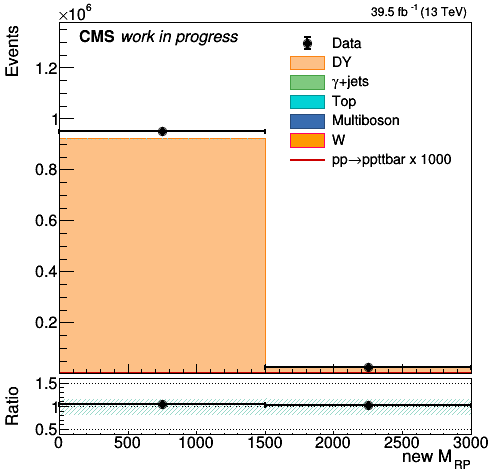 ×10⁶
39.5 fb⁻¹ (13 TeV)
Events
CMS work in progress
Data
DY
γ+jets
Top
Multiboson
W
pp→ppttbar x 1000
1.2
1
0.8
0.6
0.4
0.2
Ratio
1.5
1
0.5
0 500 1000 1500 2000 2500 3000
new M_RP